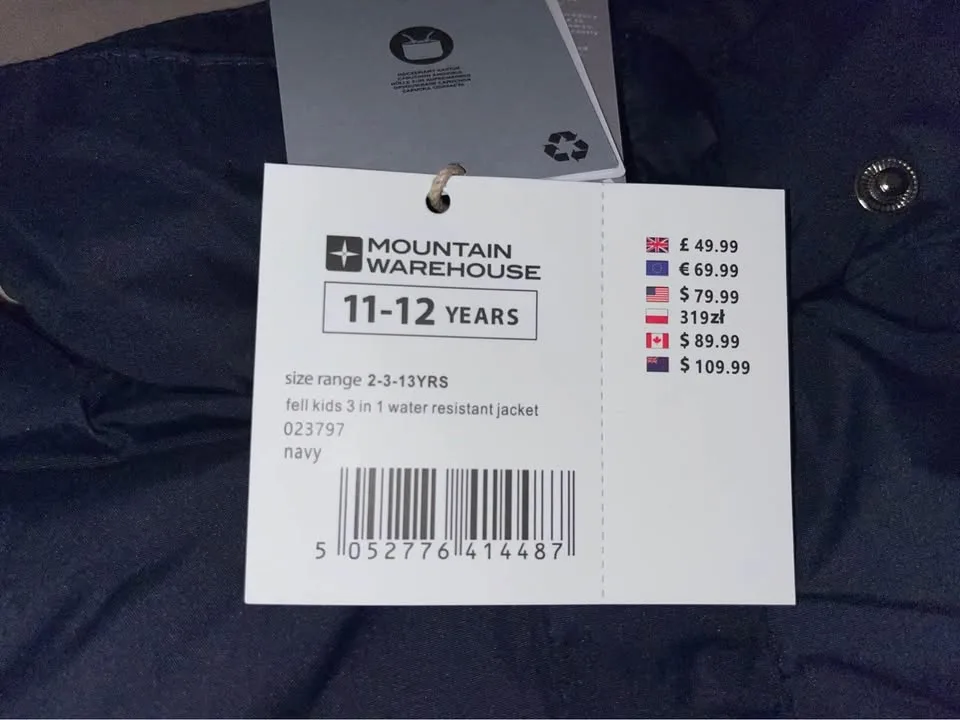 MOUNTAIN
WAREHOUSE
11-12 YEARS
size range 2-3-13YRS
fell kids 3 in 1 water resistant jacket
023797
navy
5 052776 414487
£ 49.99
€ 69.99
$ 79.99
319zł
$ 89.99
$ 109.99